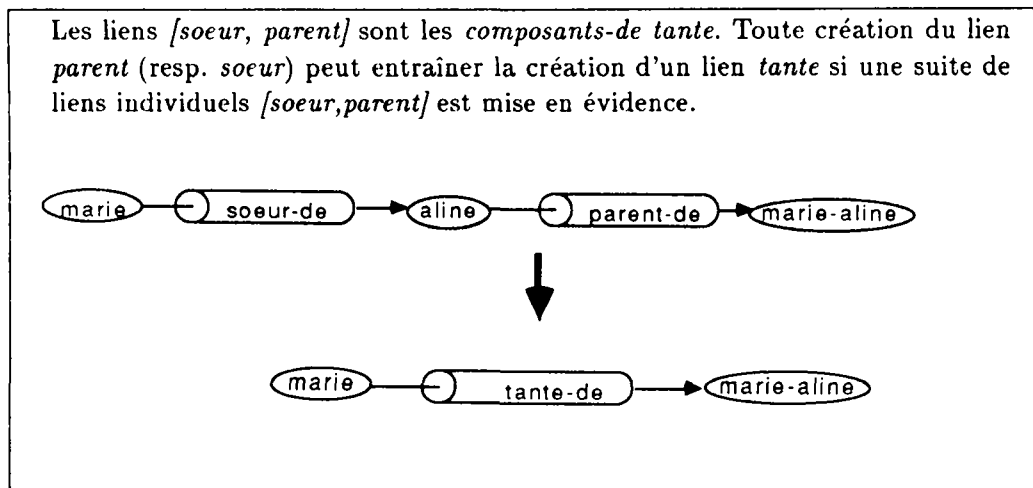 Les liens [soeur, parent] sont les composants-de tante. Toute création du lien
parent (resp. soeur) peut entraîner la création d'un lien tante si une suite de
liens individuels [soeur,parent] est mise en évidence.
marie soeur-de aline parent-de marie-aline
marie tante-de marie-aline